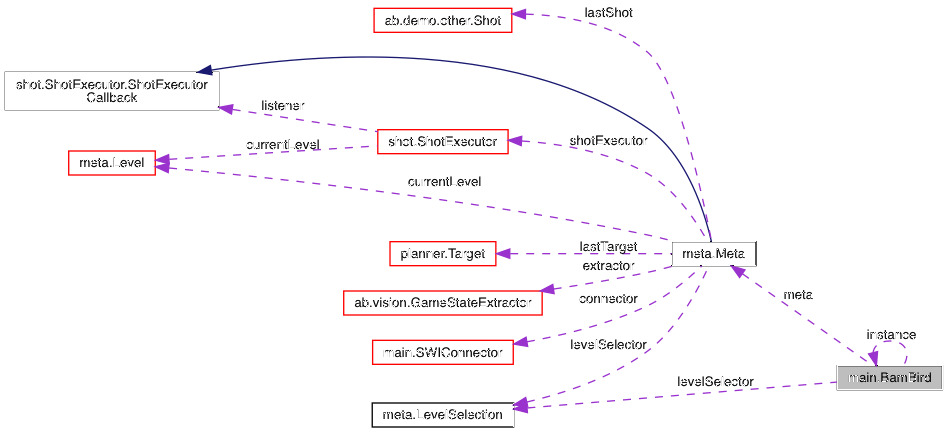 lastShot
ab.demo.other.Shot
shot.ShotExecutor.ShotExecutor
Callback
listener
shot.ShotExecutor
shotExecutor
currentLevel
meta.Level
currentLevel
lastTarget
planner.Target
meta.Meta
extractor
meta
ab.vision.GameStateExtractor
connector
instance
levelSelector
main.SWIConnector
main.BamBird
levelSelector
meta.LevelSelection